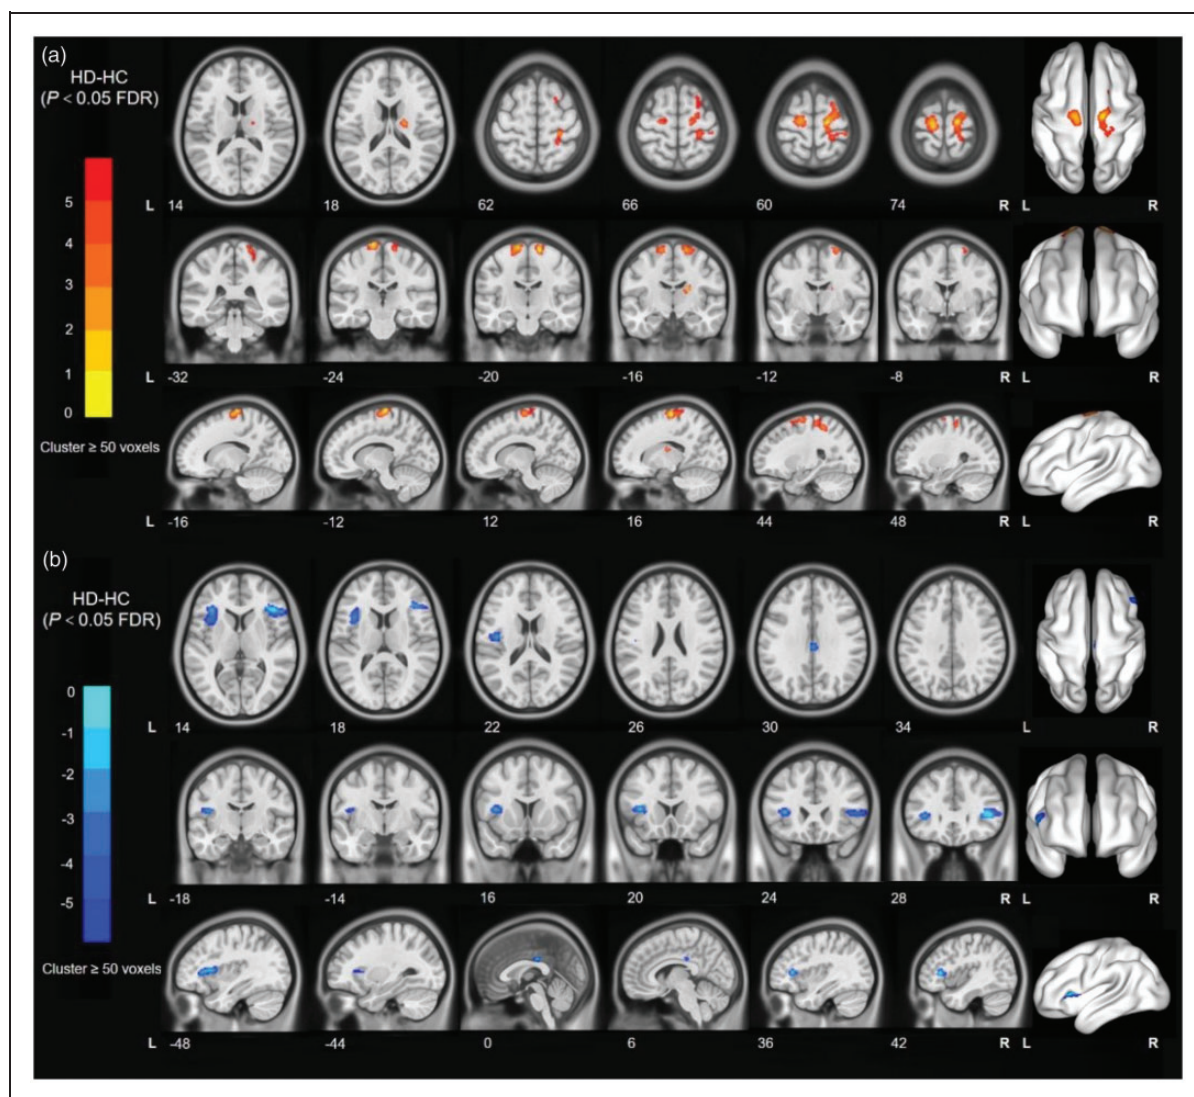 (a)
HD-HC
(P < 0.05 FDR)
5
4
3
2
1
0
Cluster ≥ 50 voxels
L 14 18 62 66 60 74 R L R
L -32 -24 -20 -16 -12 -8 R L R
L -16 -12 12 16 44 48 R L R
(b)
HD-HC
(P < 0.05 FDR)
0
-1
-2
-3
-4
-5
Cluster ≥ 50 voxels
L 14 18 22 26 30 34 R L R
L -18 -14 16 20 24 28 R L R
L -48 -44 0 6 36 42 R L R